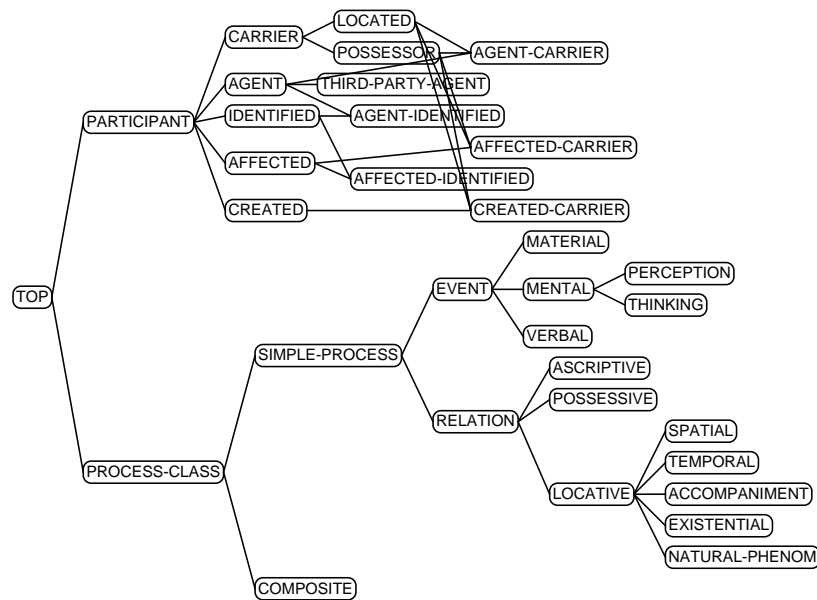 LOCATED
CARRIER
POSSESSOR
AGENT-CARRIER
AGENT
THIRD-PARTY-AGENT
PARTICIPANT
IDENTIFIED
AGENT-IDENTIFIED
AFFECTED
AFFECTED-CARRIER
AFFECTED-IDENTIFIED
CREATED
CREATED-CARRIER
TOP
MATERIAL
EVENT
MENTAL
PERCEPTION
THINKING
VERBAL
SIMPLE-PROCESS
ASCRIPTIVE
POSSESSIVE
RELATION
SPATIAL
TEMPORAL
LOCATIVE
ACCOMPANIMENT
EXISTENTIAL
NATURAL-PHENOM
PROCESS-CLASS
COMPOSITE